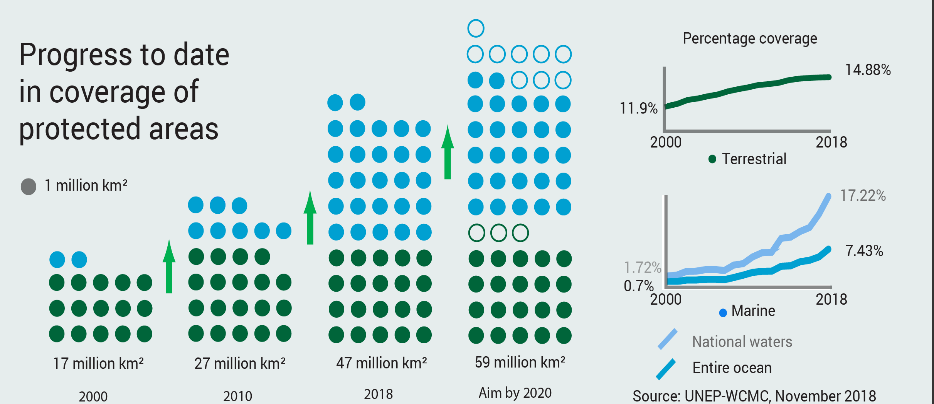 Progress to date
in coverage of
protected areas
1 million km²
17 million km²
2000
27 million km²
2010
47 million km²
2018
59 million km²
Aim by 2020
Percentage coverage
14.88%
11.9%
2000
2018
Terrestrial
17.22%
7.43%
1.72%
0.7%
2000
2018
Marine
National waters
Entire ocean
Source: UNEP-WCMC, November 2018